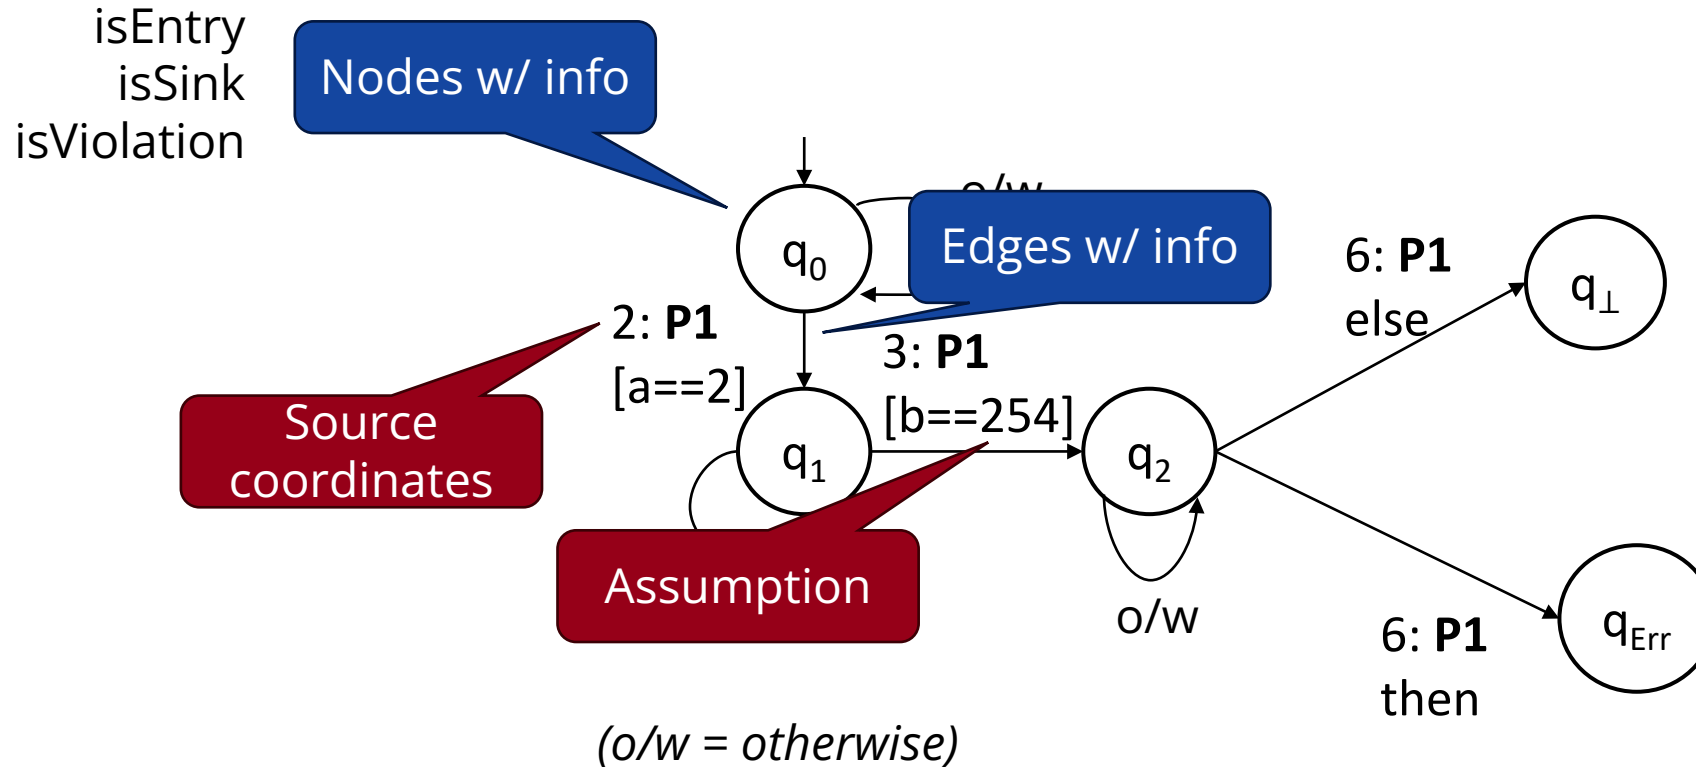 isEntry
isSink
isViolation
Nodes w/ info
o/w
q0
Edges w/ info
6: P1
else
q⊥
2: P1
[a==2]
3: P1
[b==254]
Source
coordinates
q1
q2
Assumption
o/w
6: P1
then
qErr
(o/w = otherwise)